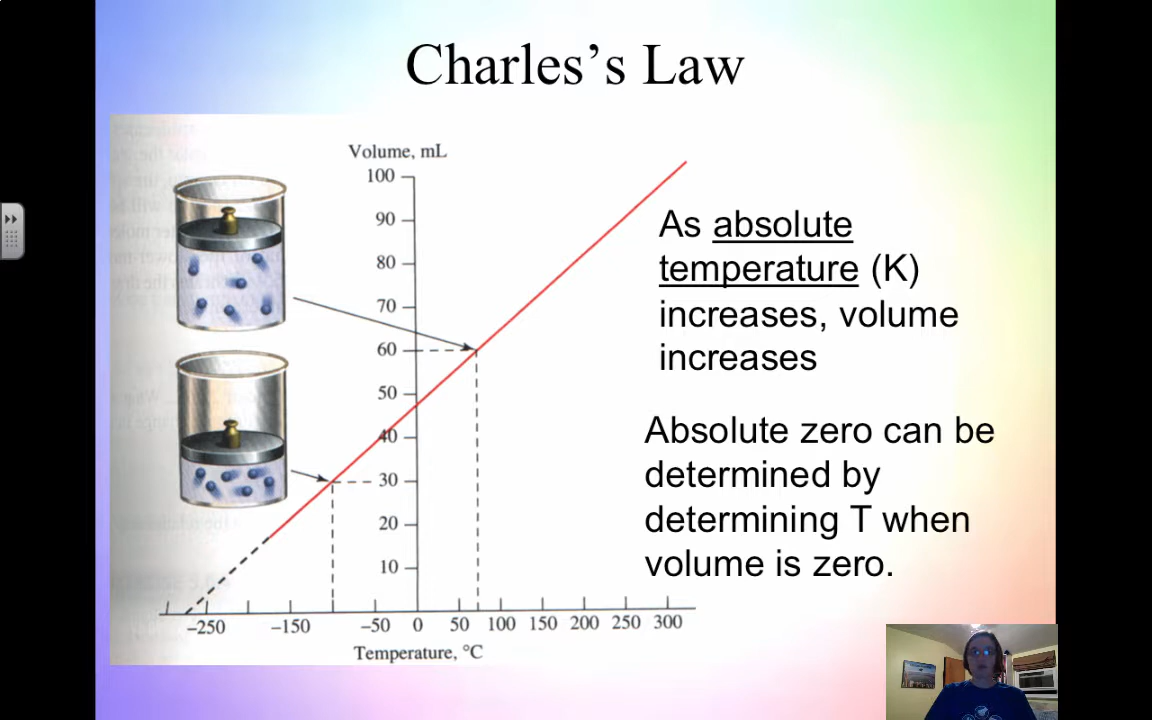 Charles’s Law
Volume, mL
100
90
80
70
60
50
40
30
20
10
-250 -150 -50 0 50 100 150 200 250 300
Temperature, °C
As absolute
temperature (K)
increases, volume
increases
Absolute zero can be
determined by
determining T when
volume is zero.